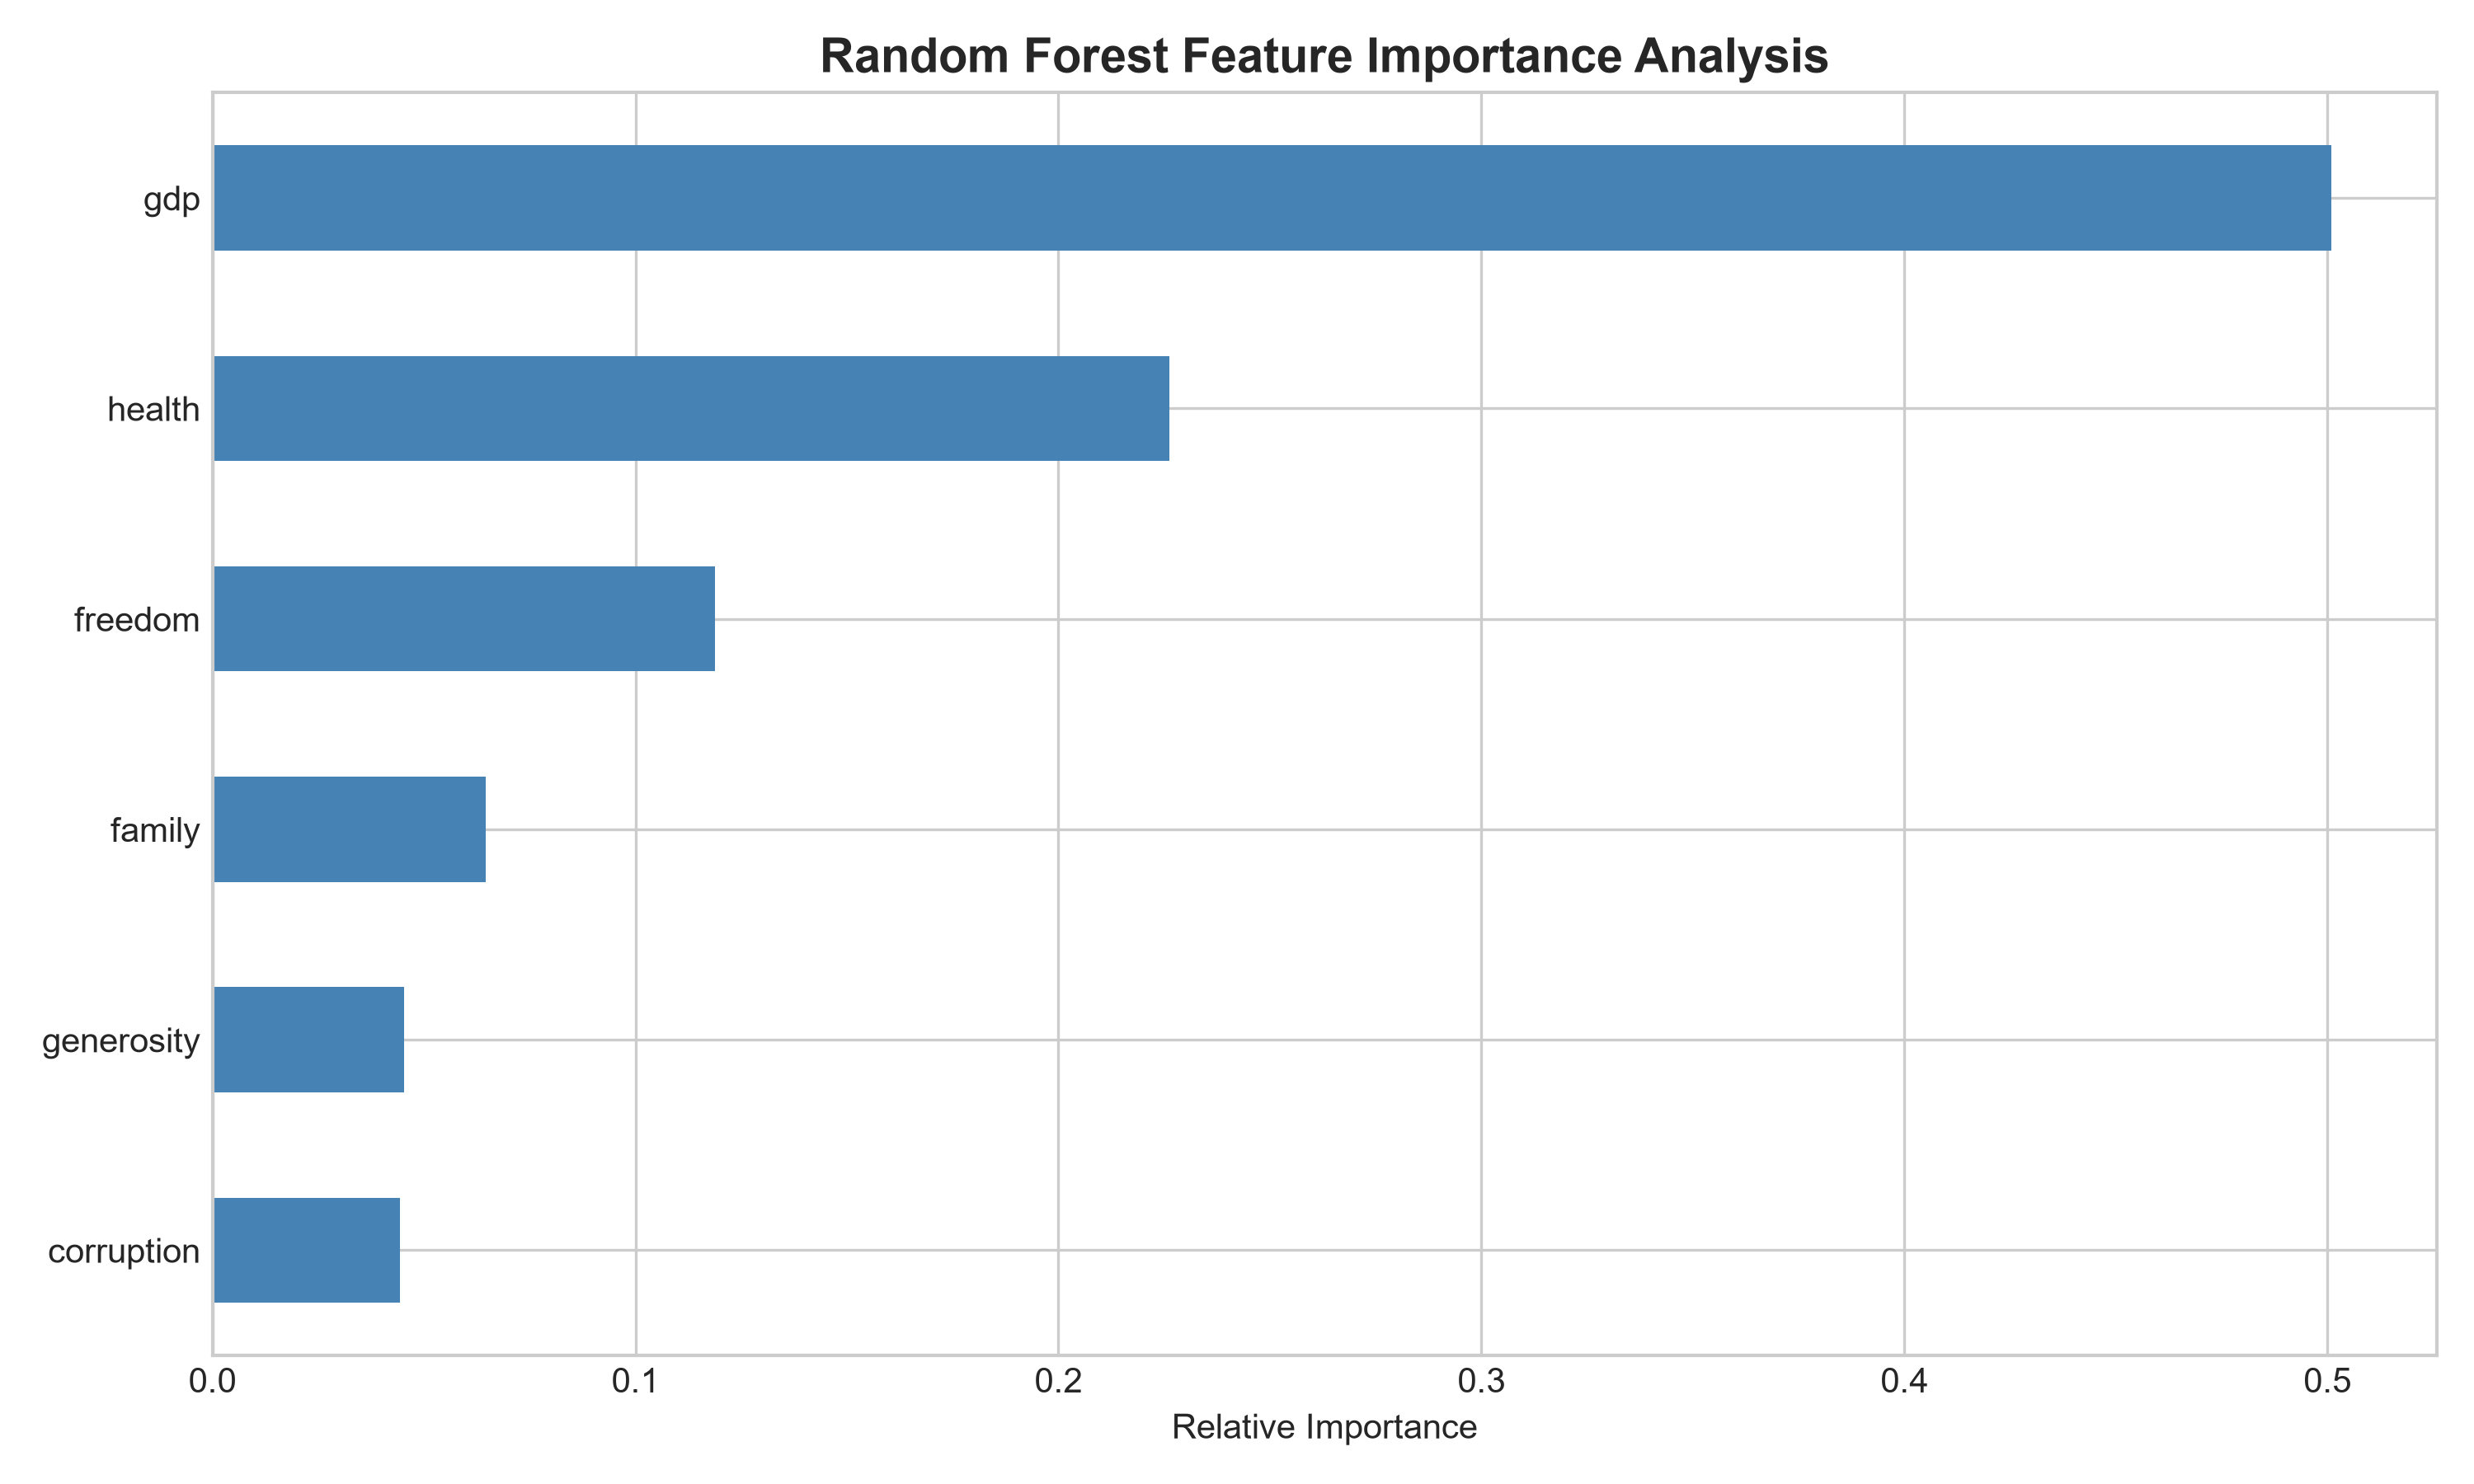 Random Forest Feature Importance Analysis
gdp
health
freedom
family
generosity
corruption
0.0 0.1 0.2 0.3 0.4 0.5
Relative Importance